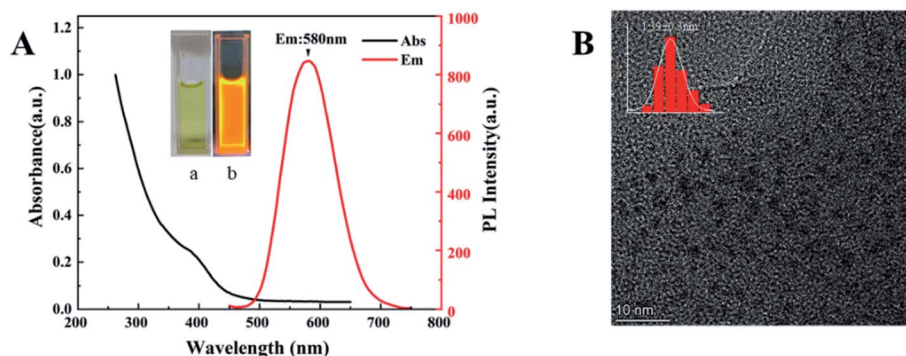 A
Em:580nm
Abs
Em
a
b
Absorbance(a.u.)
1.2
1.0
0.8
0.6
0.4
0.2
0.0
200
300
400
500
600
700
800
Wavelength (nm)
PL Intensity(a.u.)
1000
800
600
400
200
0
B
10 nm